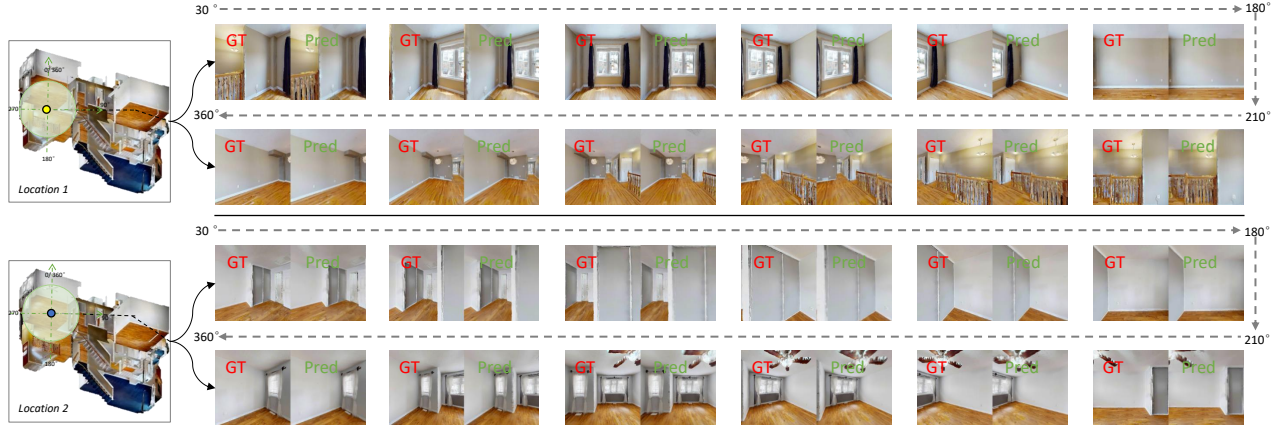 30° 180°
GT Pred GT Pred GT Pred GT Pred GT Pred GT Pred
0/360°
90
270°
180°
Location 1
360° 210°
GT Pred GT Pred GT Pred GT Pred GT Pred GT Pred
30° 180°
GT Pred GT Pred GT Pred GT Pred GT Pred GT Pred
0/360°
270°
180
Location 2
360° 210°
GT Pred GT Pred GT Pred GT Pred GT Pred GT Pred